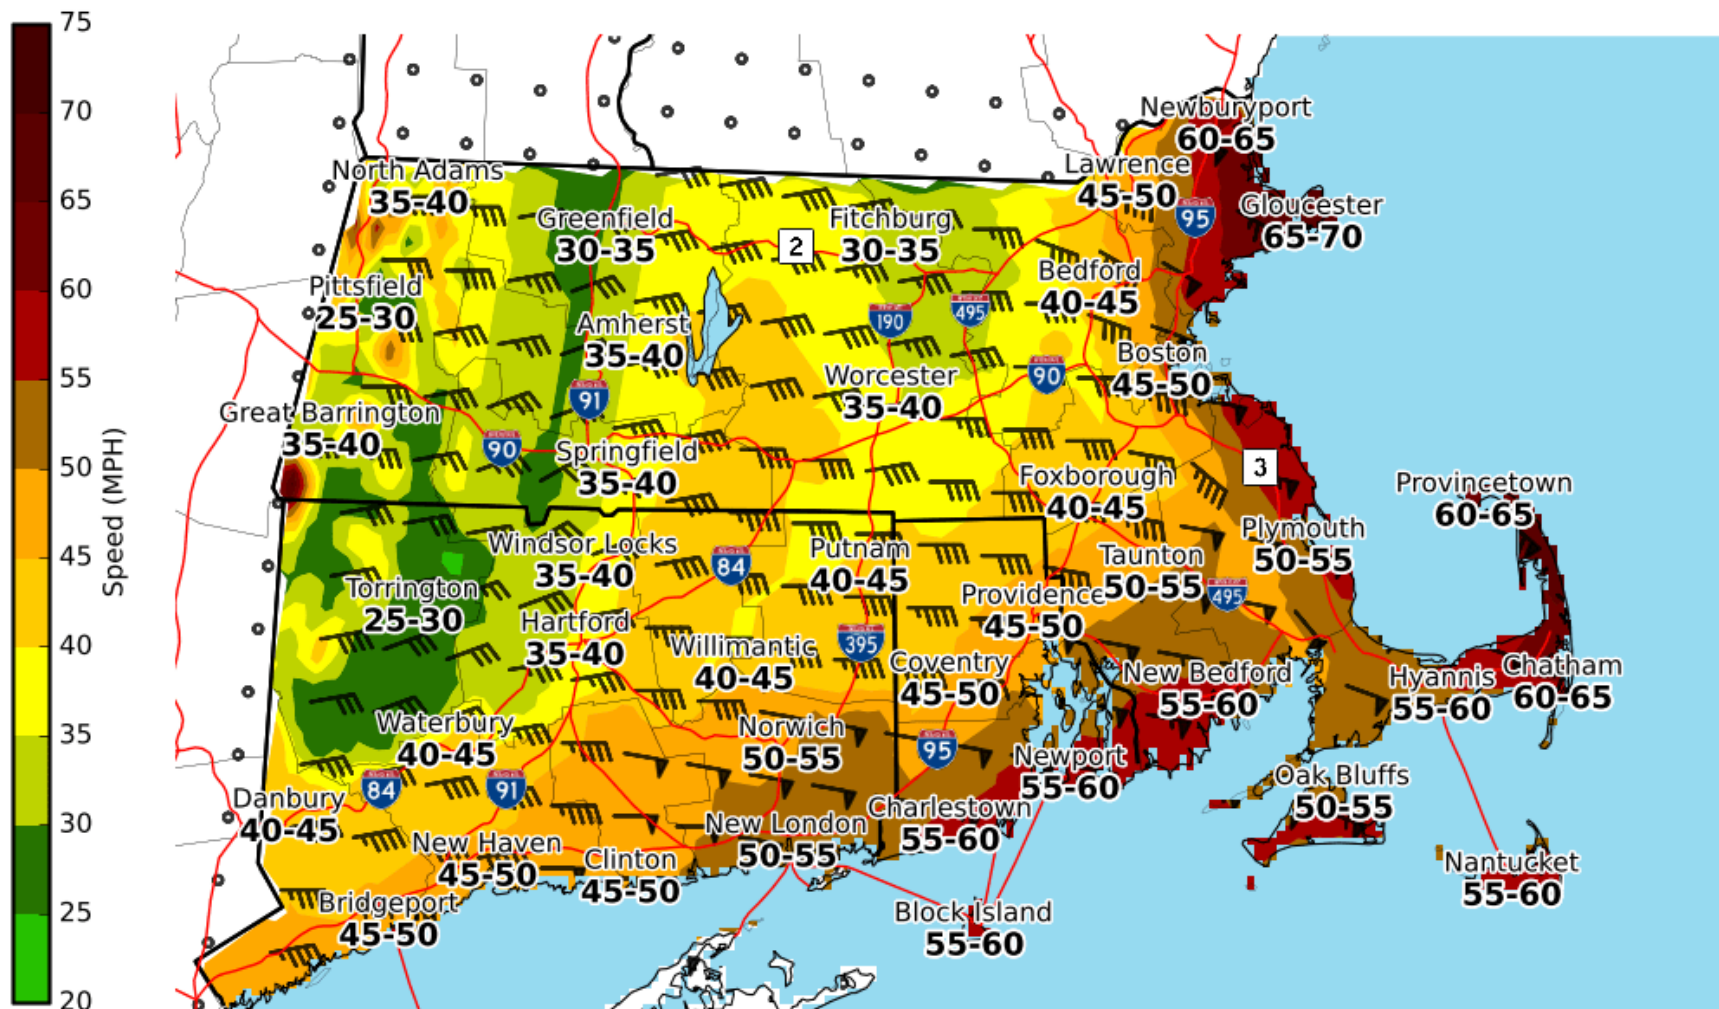 75
70
65
60
55
50
45
40
35
30
25
20
Speed (MPH)
Newburyport
60-65
Lawrence
45-50
95
Gloucester
65-70
North Adams
35-40
Greenfield
30-35
2
Fitchburg
30-35
Bedford
40-45
Pittsfield
25-30
190
495
Amherst
35-40
Boston
45-50
Worcester
35-40
90
91
Great Barrington
35-40
90
Springfield
35-40
Foxborough
40-45
3
Provincetown
60-65
Plymouth
50-55
Windsor Locks
35-40
84
Putnam
40-45
Taunton
50-55
495
Torrington
25-30
Providence
45-50
Hartford
35-40
Willimantic
40-45
395
Coventry
45-50
New Bedford
55-60
Hyannis
55-60
Chatham
60-65
Waterbury
40-45
Norwich
50-55
95
Newport
55-60
Oak Bluffs
50-55
84
91
Danbury
40-45
Charlestown
55-60
New London
50-55
New Haven
45-50
Clinton
45-50
Nantucket
55-60
Bridgeport
45-50
Block Island
55-60